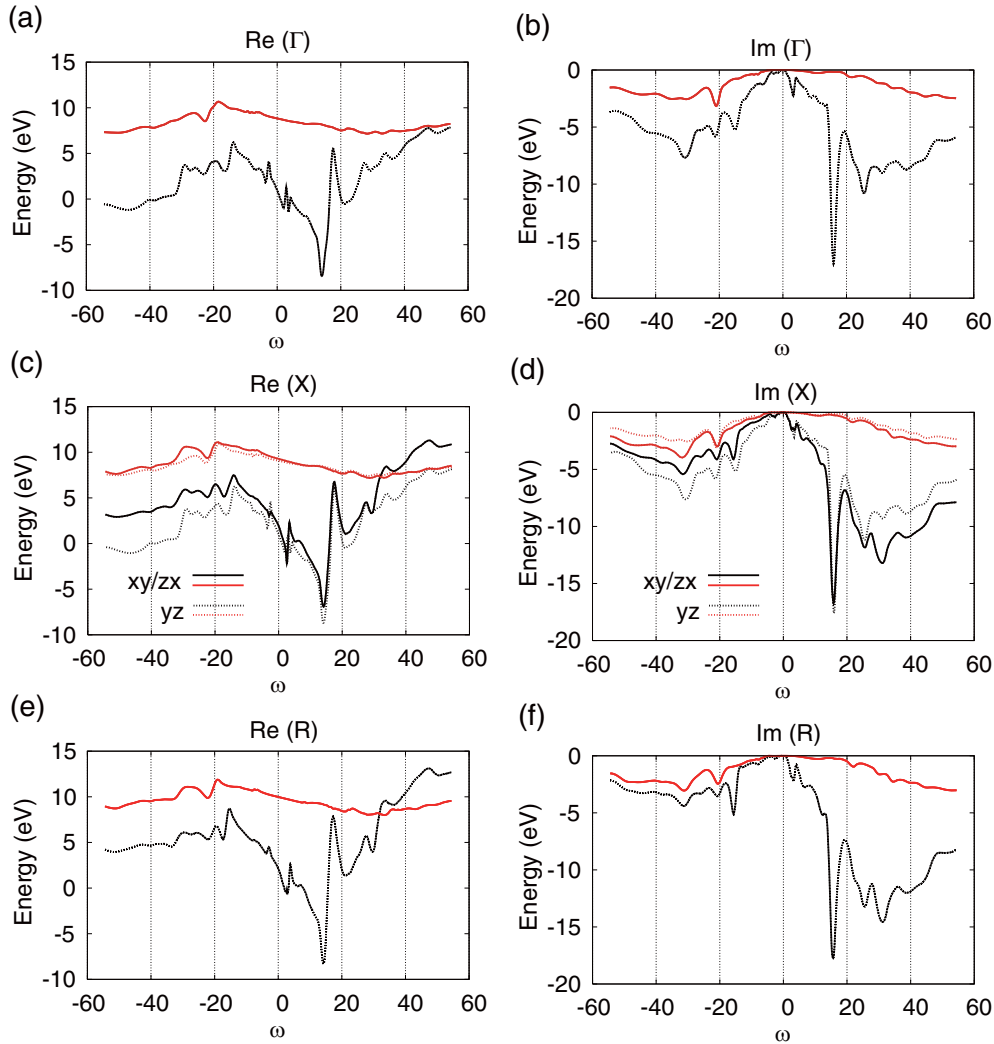 (a)
Re (Γ)
Energy (eV)
15
10
5
0
-5
-10
-60 -40 -20 0 20 40 60
ω
(b)
Im (Γ)
Energy (eV)
0
-5
-10
-15
-20
-60 -40 -20 0 20 40 60
ω
(c)
Re (X)
Energy (eV)
15
10
5
0
-5
-10
xy/zx
yz
-60 -40 -20 0 20 40 60
ω
(d)
Im (X)
Energy (eV)
0
-5
-10
-15
-20
xy/zx
yz
-60 -40 -20 0 20 40 60
ω
(e)
Re (R)
Energy (eV)
15
10
5
0
-5
-10
-60 -40 -20 0 20 40 60
ω
(f)
Im (R)
Energy (eV)
0
-5
-10
-15
-20
-60 -40 -20 0 20 40 60
ω